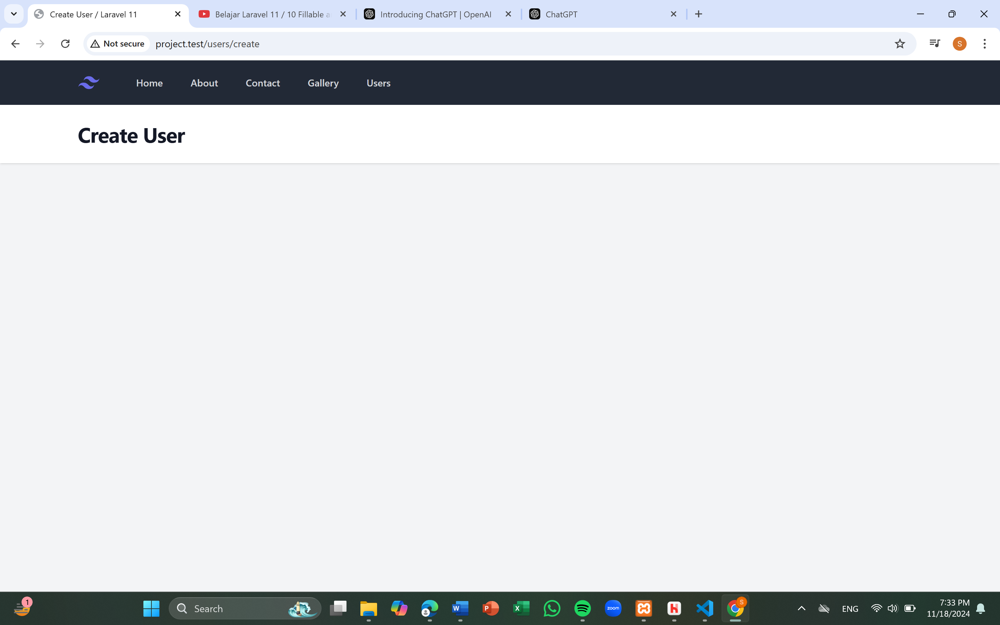 Create User / Laravel 11
Belajar Laravel 11 / 10 Fillable a
Introducing ChatGPT | OpenAI
ChatGPT
Not secure
project.test/users/create
S
Home
About
Contact
Gallery
Users
Create User
1
Search
W
P
X
zoom
H
S
ENG
7:33 PM
11/18/2024